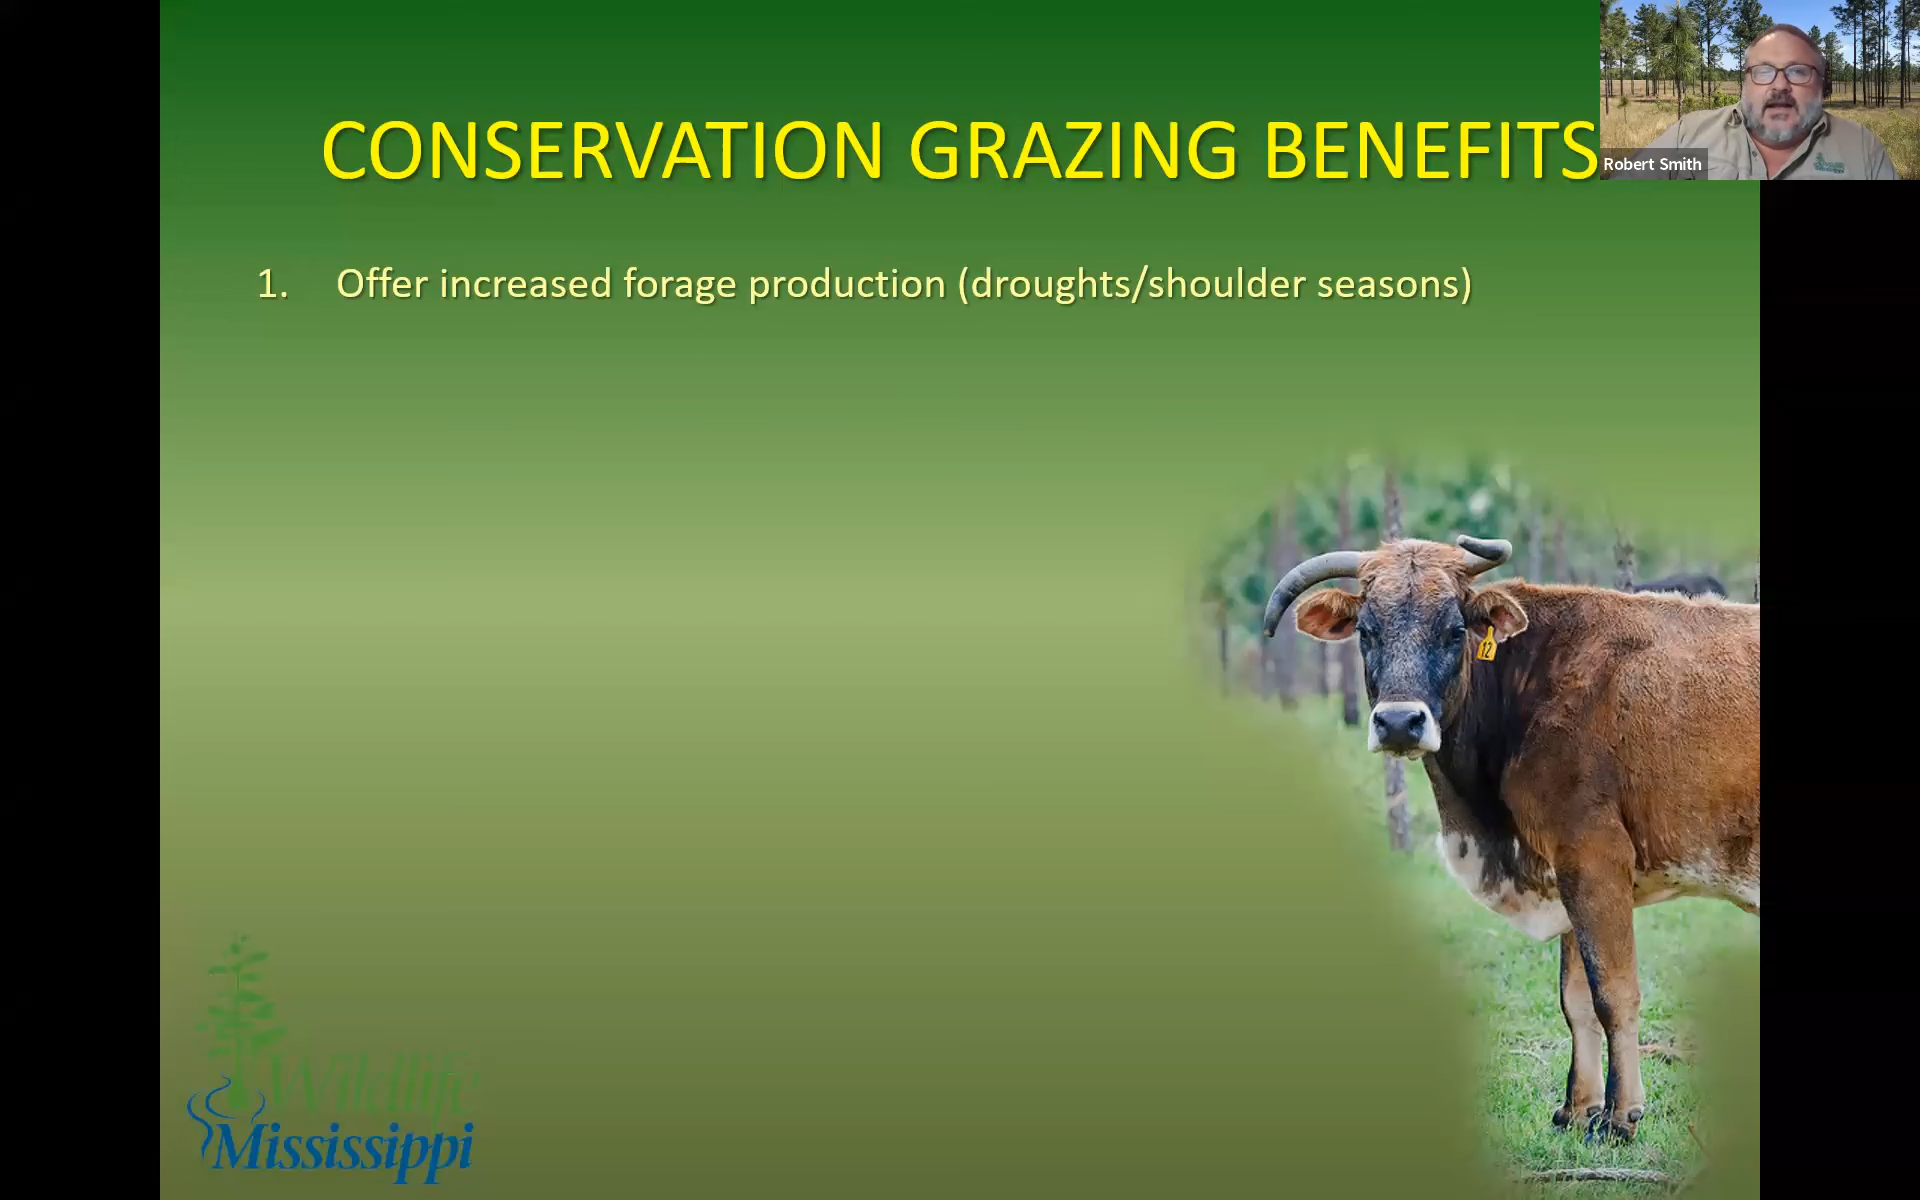 CONSERVATION GRAZING BENEFITS
Robert Smith
1. Offer increased forage production (droughts/shoulder seasons)
12
Wildlife
Mississippi